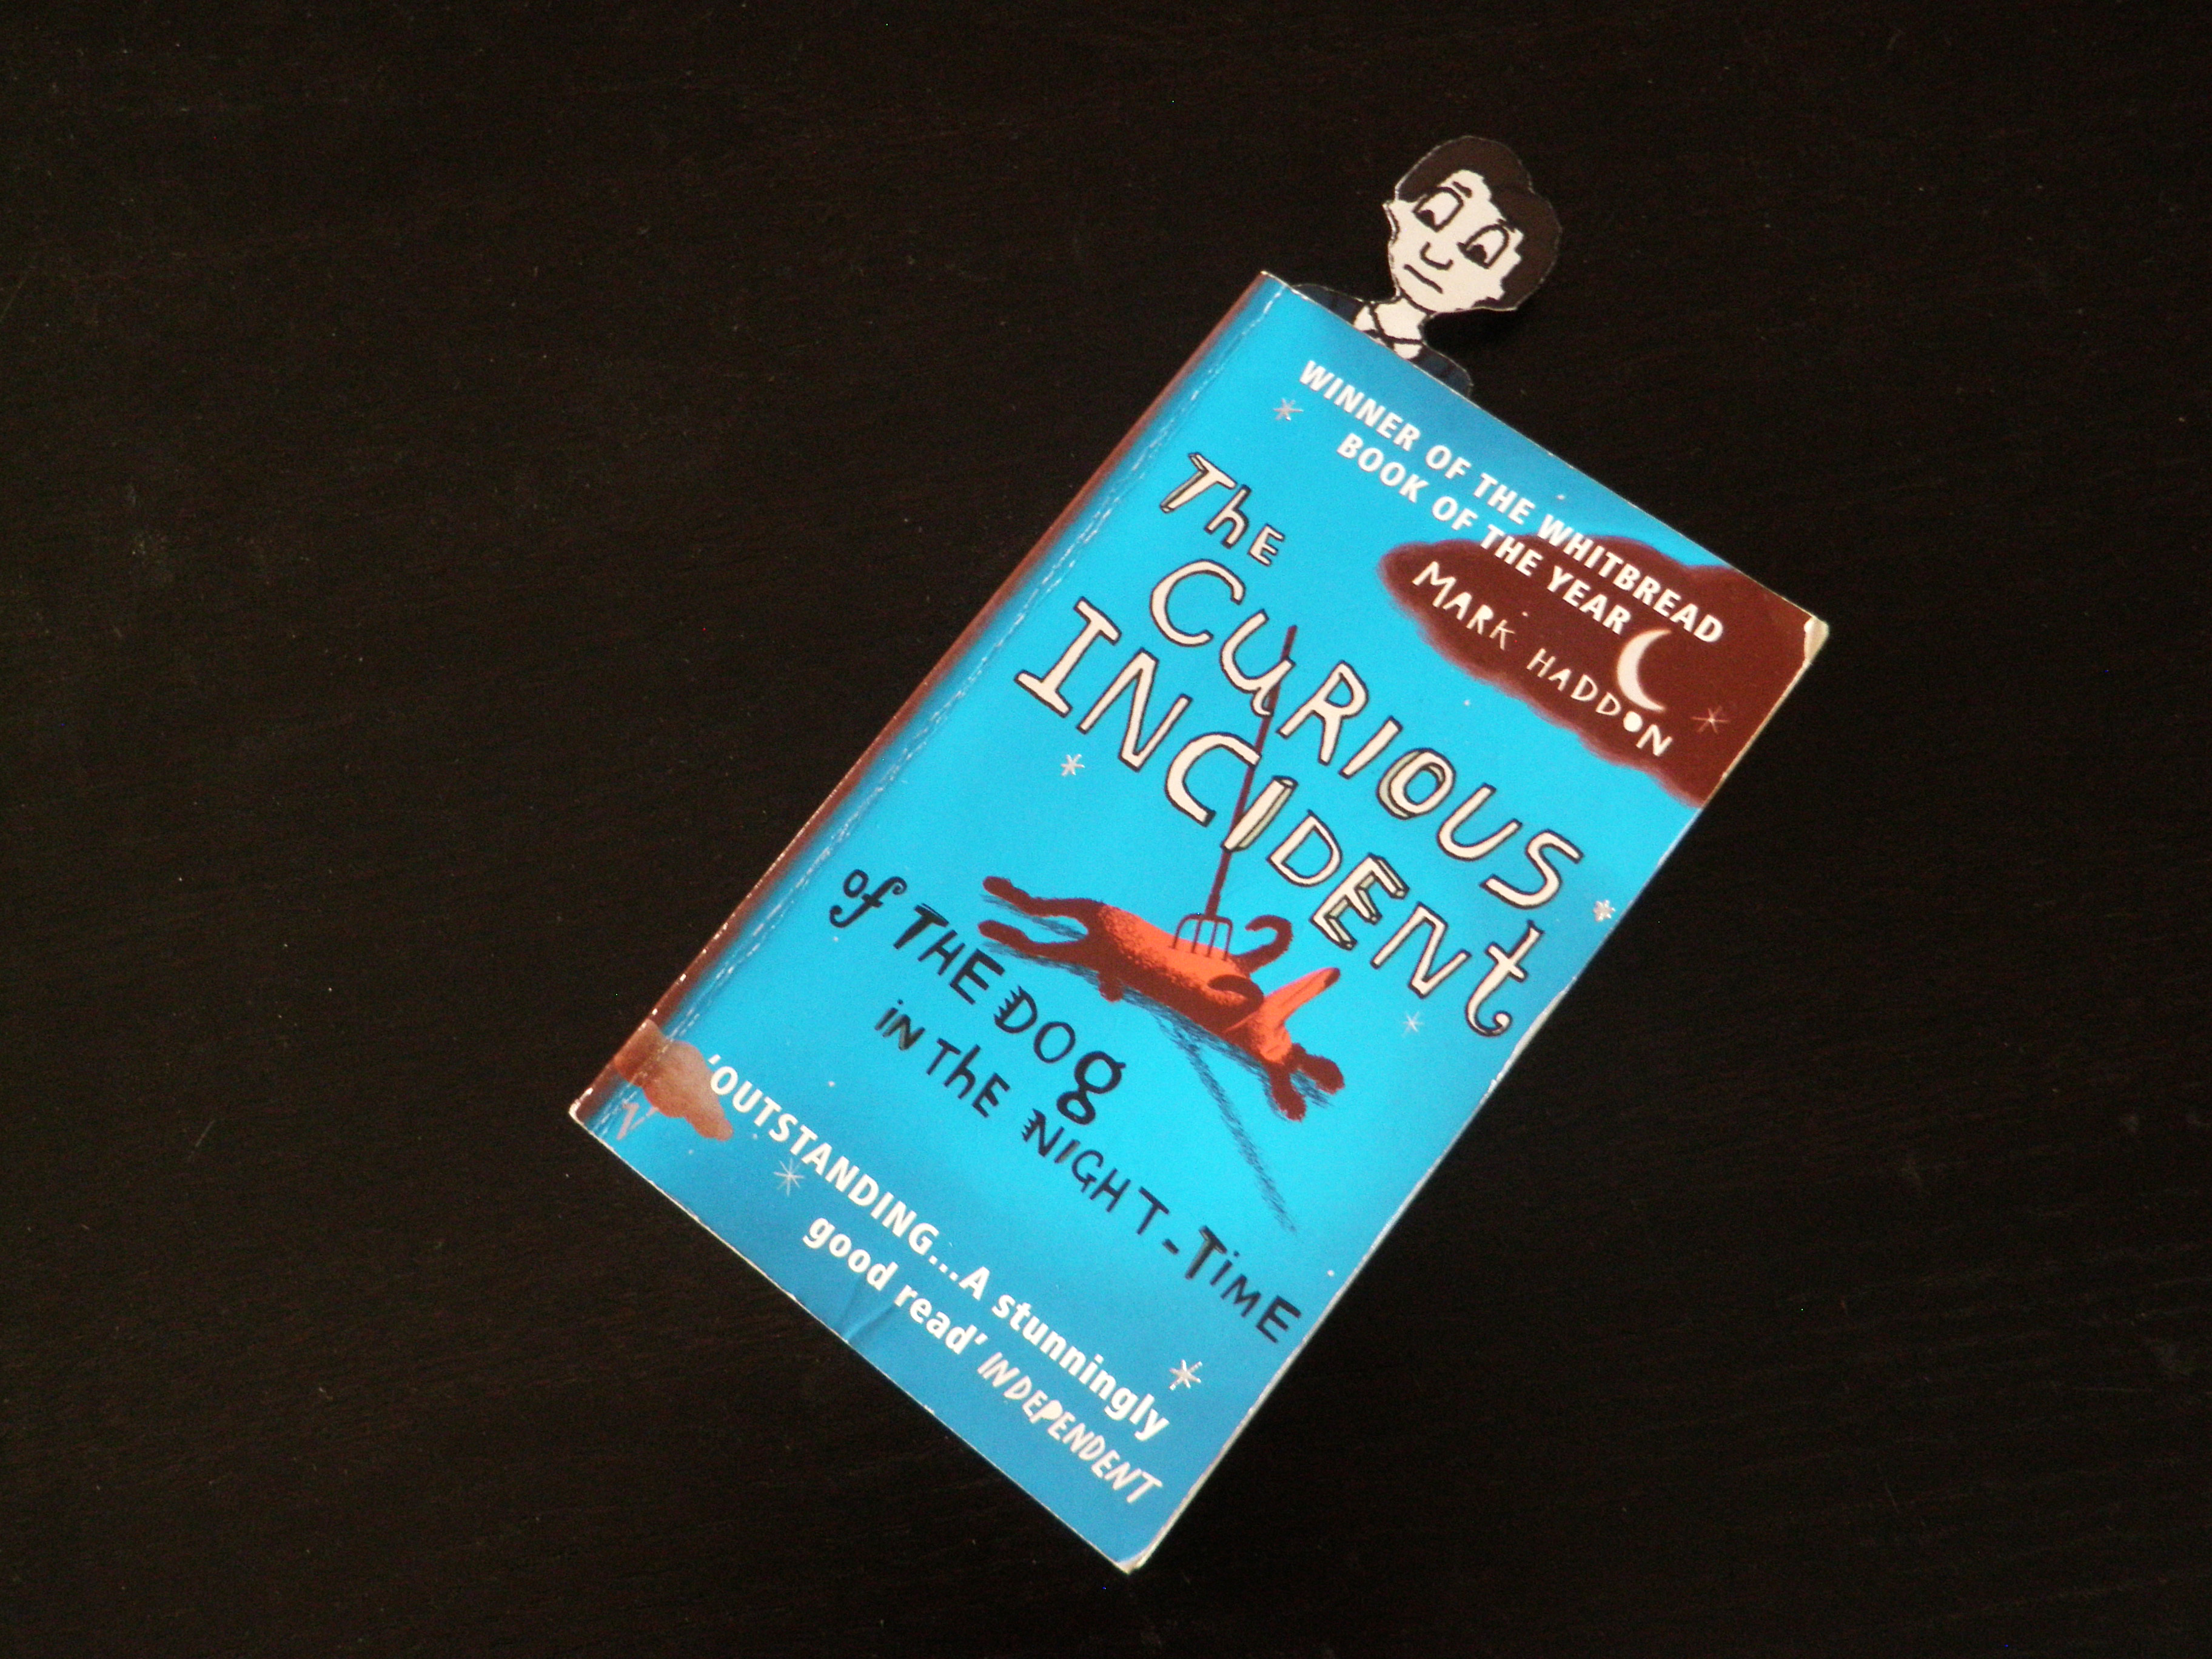 WINNER OF THE WHITBREAD
BOOK OF THE YEAR
MARK HADDON
The
CuRIOUS
INCIDENt
of THE DOg
iN ThE NIGHT-TiME
'OUTSTANDING...A stunningly
good read' INDEPENDENT
V